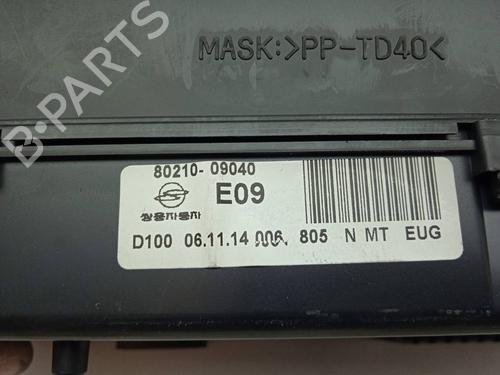 MASK:>PP-TD40<
B-PARTS
80210- 09040
E09
쌍용자동차
D100 06.11.14 006. 805 N MT EUG